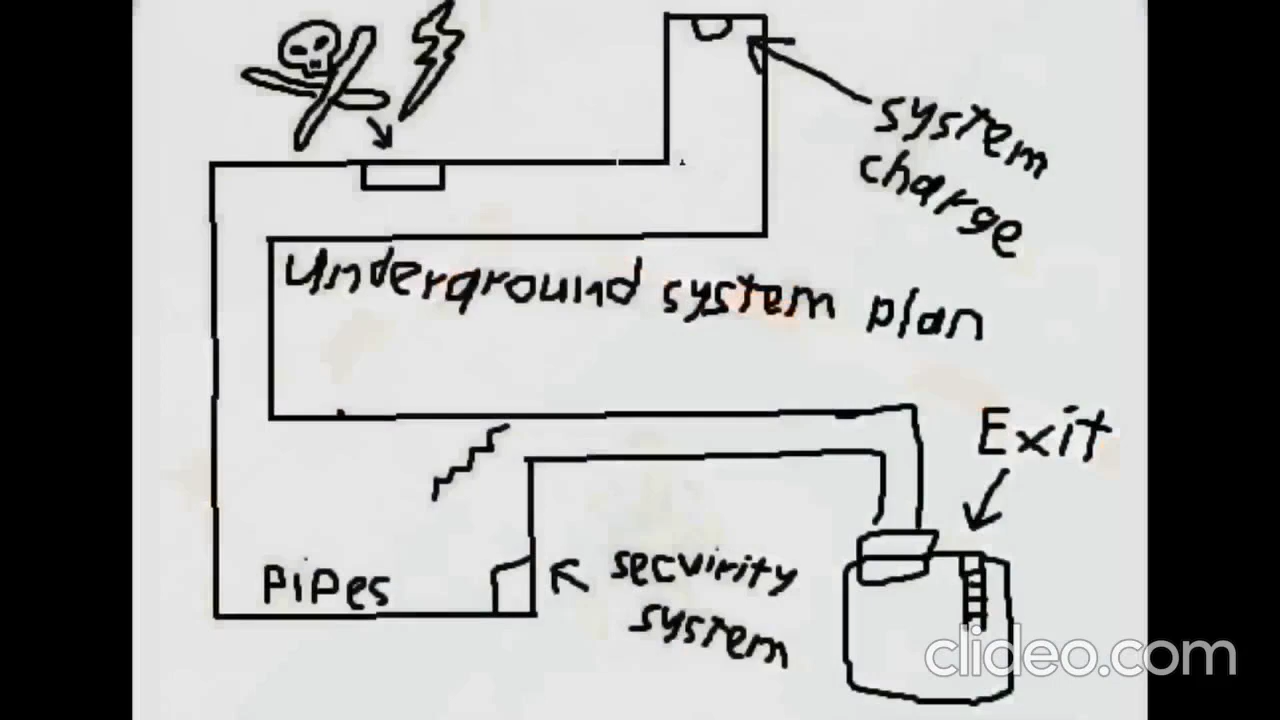 system
charge
Underground system plan
Exit
secvirity
system
Pipes
clideo.com